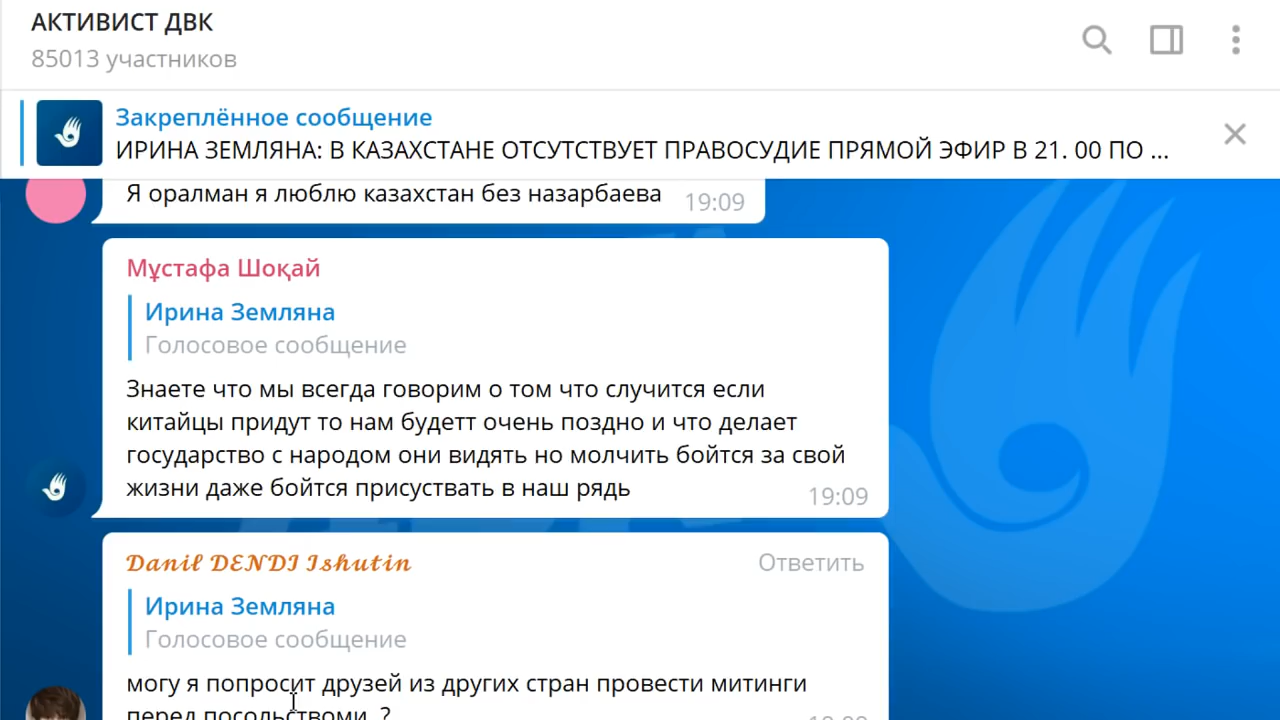 АКТИВИСТ ДВК
85013 участников
Закреплённое сообщение
ИРИНА ЗЕМЛЯНА: В КАЗАХСТАНЕ ОТСУТСТВУЕТ ПРАВОСУДИЕ ПРЯМОЙ ЭФИР В 21. 00 ПО ...
Я оралман я люблю казахстан без назарбаева 19:09
Мұстафа Шоқай
Ирина Земляна
Голосовое сообщение
Знаете что мы всегда говорим о том что случится если
китайцы придут то нам будетт очень поздно и что делает
государство с народом они видять но молчить бойтся за свой
жизни даже бойтся присуствать в наш рядь 19:09
𝓓𝓪𝓷𝓲𝓵 𝓓𝓔𝓝𝓓𝓘 𝓘𝓼𝓱𝓾𝓽𝓲𝓷 Ответить
Ирина Земляна
Голосовое сообщение
могу я попросит друзей из других стран провести митинги
перед посольствоми ?